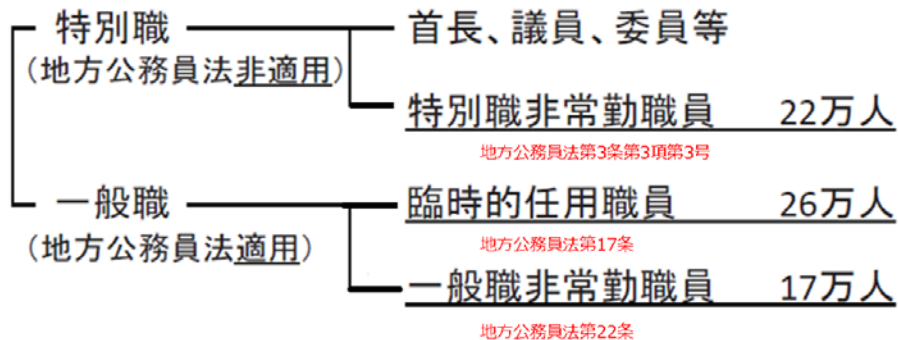 特別職 首長、議員、委員等
（地方公務員法非適用）
特別職非常勤職員 22万人
地方公務員法第3条第3項第3号
一般職 臨時的任用職員 26万人
（地方公務員法適用）
地方公務員法第17条
一般職非常勤職員 17万人
地方公務員法第22条